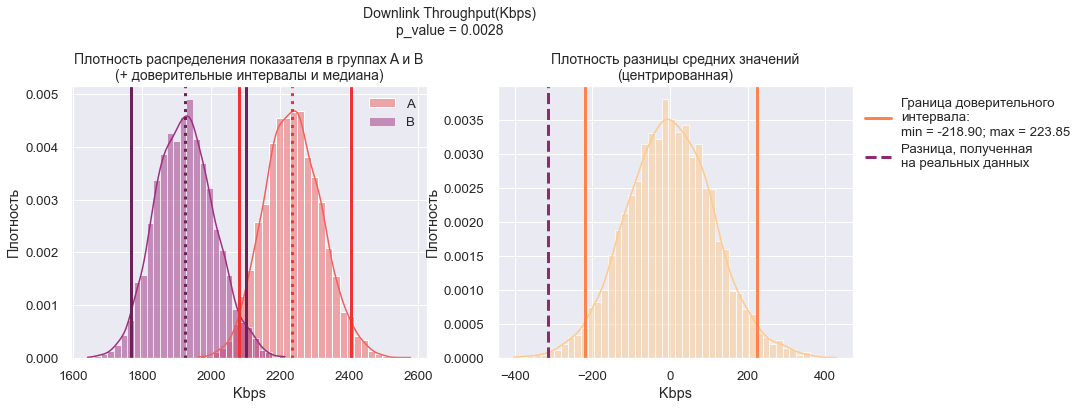 Downlink Throughput(Kbps)
p_value = 0.0028
Плотность распределения показателя в группах A и B
(+ доверительные интервалы и медиана)
0.005
0.004
0.003
0.002
0.001
0.000
Плотность
1600 1800 2000 2200 2400 2600
Kbps
A
B
Плотность разницы средних значений
(центрированная)
0.0035
0.0030
0.0025
0.0020
0.0015
0.0010
0.0005
0.0000
Плотность
−400 −200 0 200 400
Kbps
Граница доверительного
интервала:
min = -218.90; max = 223.85
Разница, полученная
на реальных данных